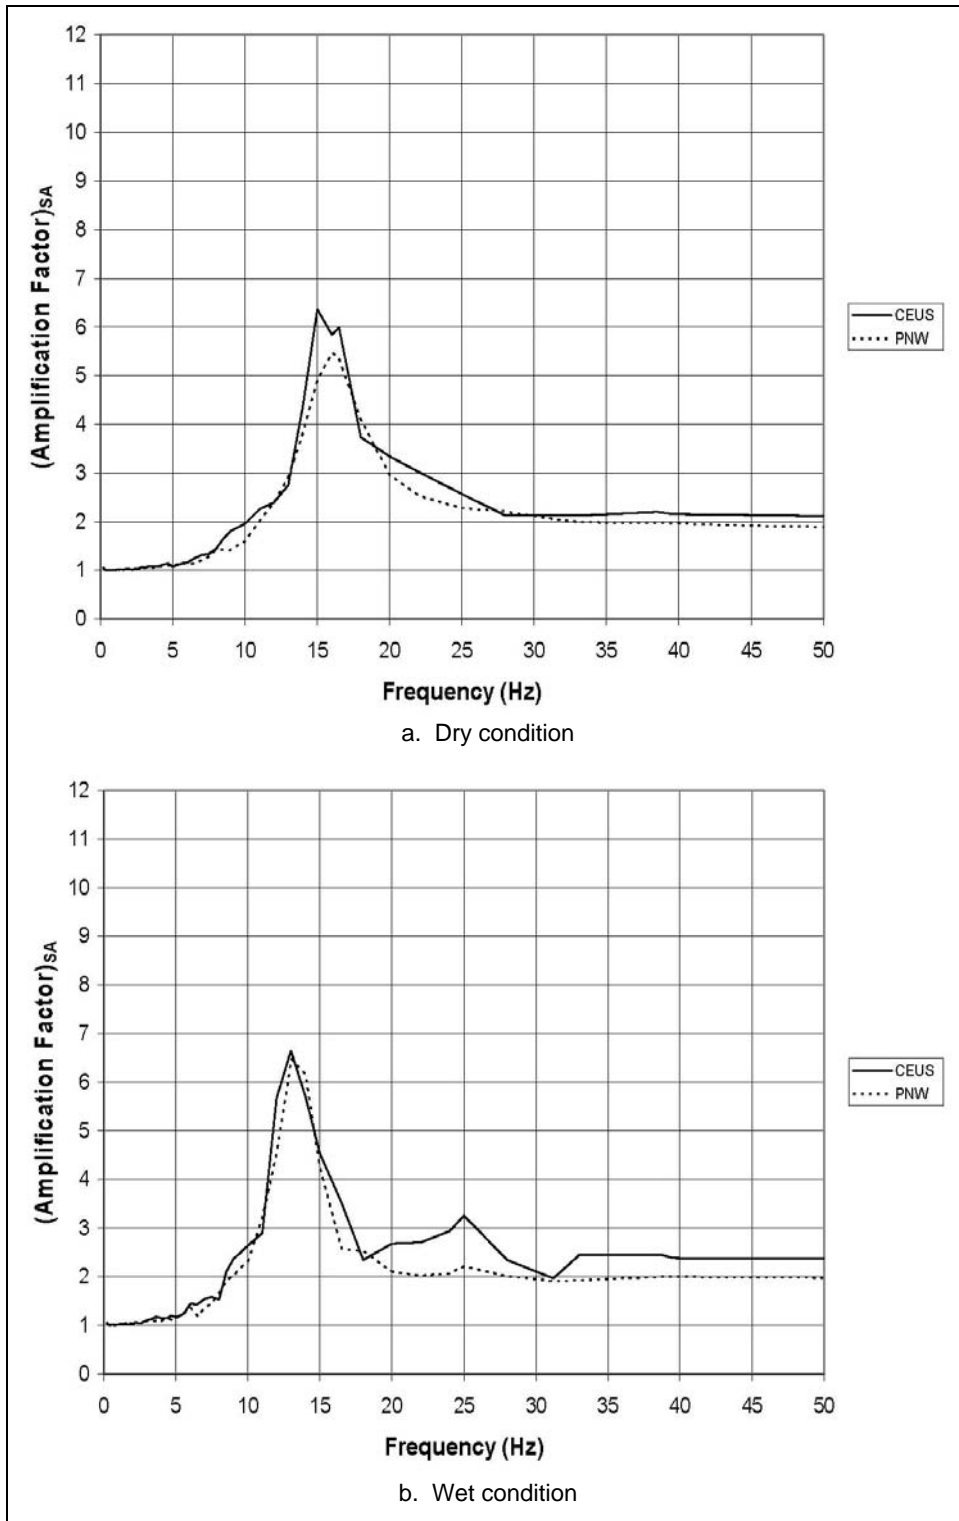 12
11
10
9
8
7
6
5
4
3
2
1
0
(Amplification Factor)SA
0 5 10 15 20 25 30 35 40 45 50
Frequency (Hz)
CEUS
PNW
a. Dry condition
12
11
10
9
8
7
6
5
4
3
2
1
0
(Amplification Factor)SA
0 5 10 15 20 25 30 35 40 45 50
Frequency (Hz)
CEUS
PNW
b. Wet condition